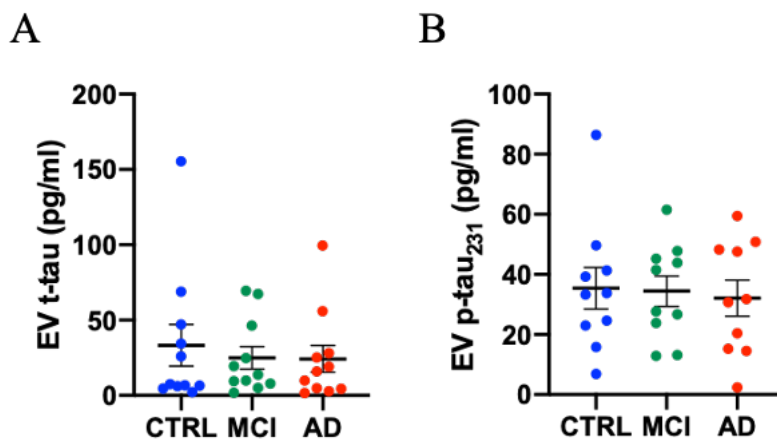 A
B
EV t-tau (pg/ml)
200
150
100
50
0
CTRL MCI AD
EV p-tau₂₃₁ (pg/ml)
100
80
60
40
20
0
CTRL MCI AD